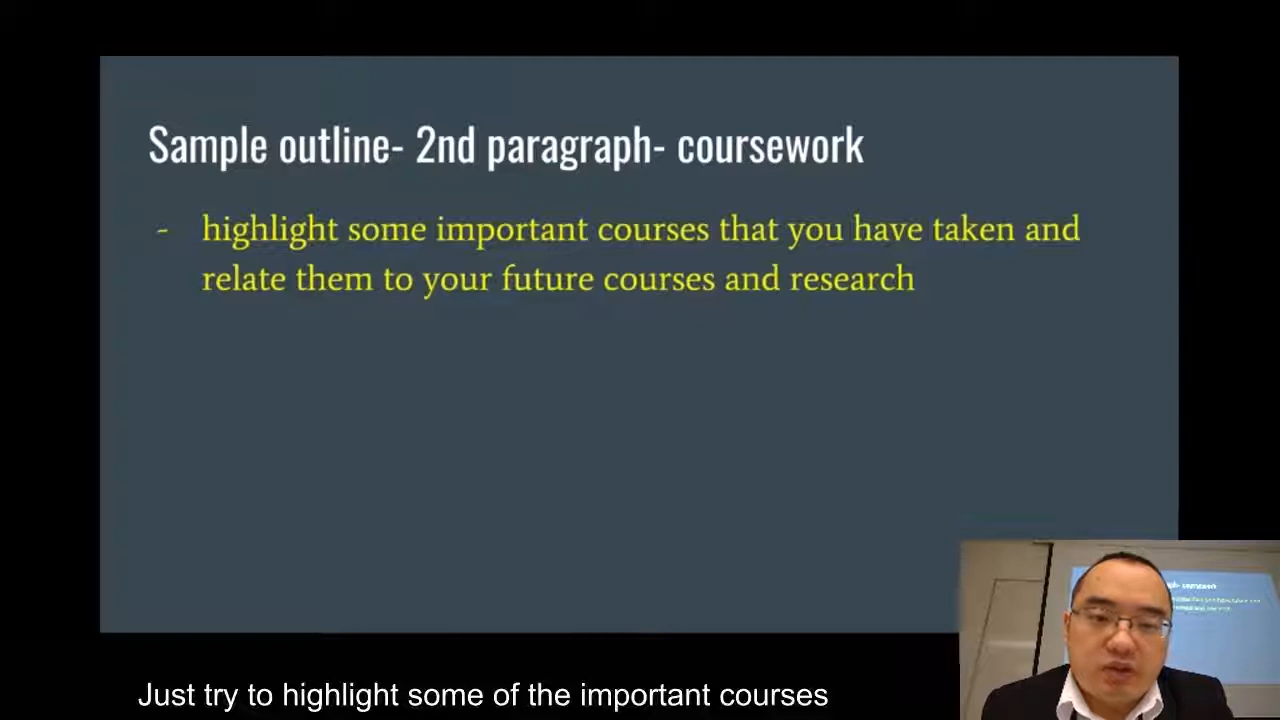 Sample outline- 2nd paragraph- coursework
- highlight some important courses that you have taken and
relate them to your future courses and research
Just try to highlight some of the important courses